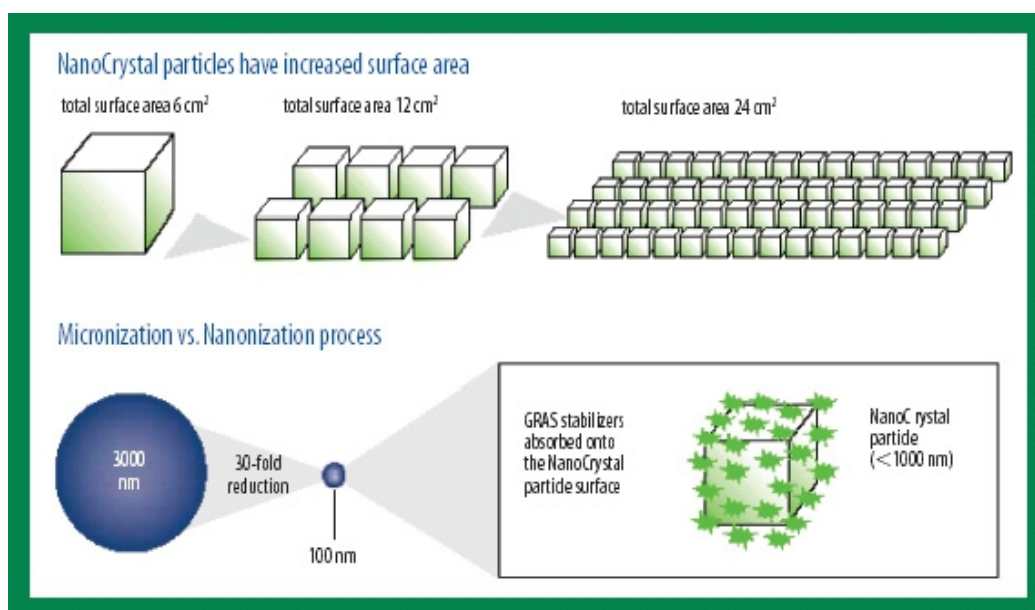 NanoCrystal particles have increased surface area
total surface area 6 cm²
total surface area 12 cm²
total surface area 24 cm²
Micronization vs. Nanonization process
3000
nm
30-fold
reduction
100 nm
GRAS stabilizers
absorbed onto
the NanoCrystal
partide surface
NanoC rystal
partide
(<1000 nm)